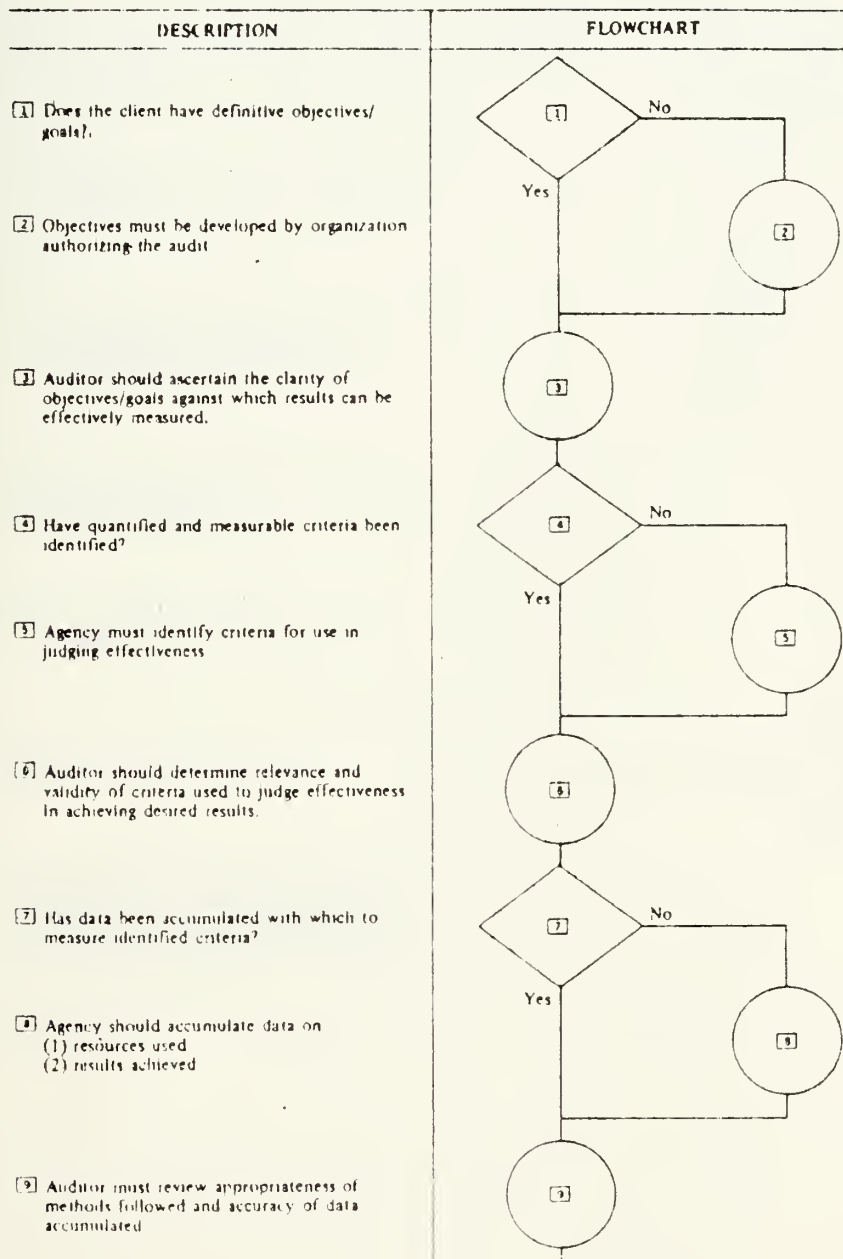 DESCRIPTION
FLOWCHART
1 Does the client have definitive objectives/
goals?.
2 Objectives must be developed by organization
authorizing the audit
3 Auditor should ascertain the clarity of
objectives/goals against which results can be
effectively measured.
4 Have quantified and measurable criteria been
identified?
5 Agency must identify criteria for use in
judging effectiveness
6 Auditor should determine relevance and
validity of criteria used to judge effectiveness
in achieving desired results.
7 Has data been accumulated with which to
measure identified criteria?
8 Agency should accumulate data on
(1) resources used
(2) results achieved
9 Auditor must review appropriateness of
methods followed and accuracy of data
accumulated
1
No
Yes
2
3
4
No
Yes
5
6
7
No
Yes
8
9